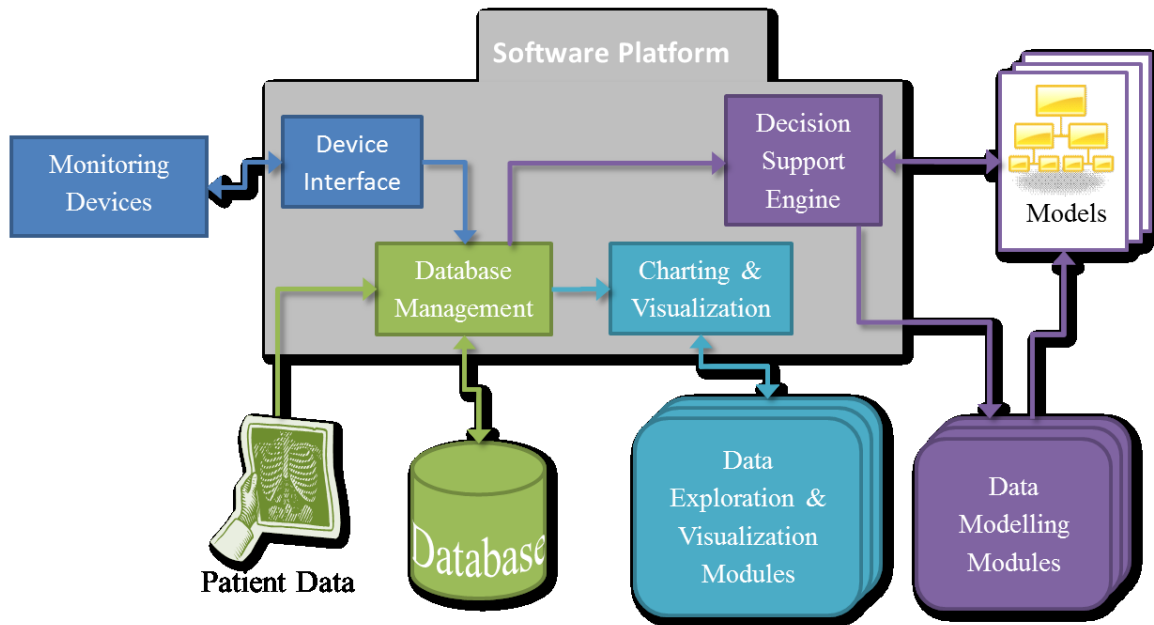 Software Platform
Monitoring
Devices
Device
Interface
Decision
Support
Engine
Models
Database
Management
Charting &
Visualization
Patient Data
Database
Data
Exploration &
Visualization
Modules
Data
Modelling
Modules